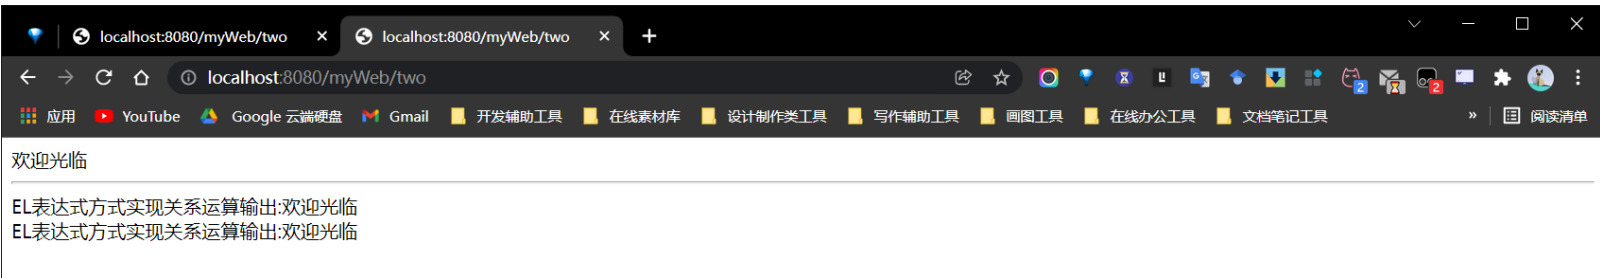 localhost:8080/myWeb/two
localhost:8080/myWeb/two
localhost:8080/myWeb/two
2
2
应用 YouTube Google 云端硬盘 Gmail 开发辅助工具 在线素材库 设计制作类工具 写作辅助工具 画图工具 在线办公工具 文档笔记工具 » 阅读清单
欢迎光临
EL表达式方式实现关系运算输出:欢迎光临
EL表达式方式实现关系运算输出:欢迎光临